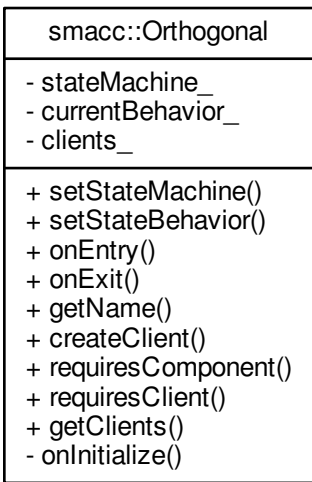 smacc::Orthogonal
- stateMachine_
- currentBehavior_
- clients_
+ setStateMachine()
+ setStateBehavior()
+ onEntry()
+ onExit()
+ getName()
+ createClient()
+ requiresComponent()
+ requiresClient()
+ getClients()
- onInitialize()